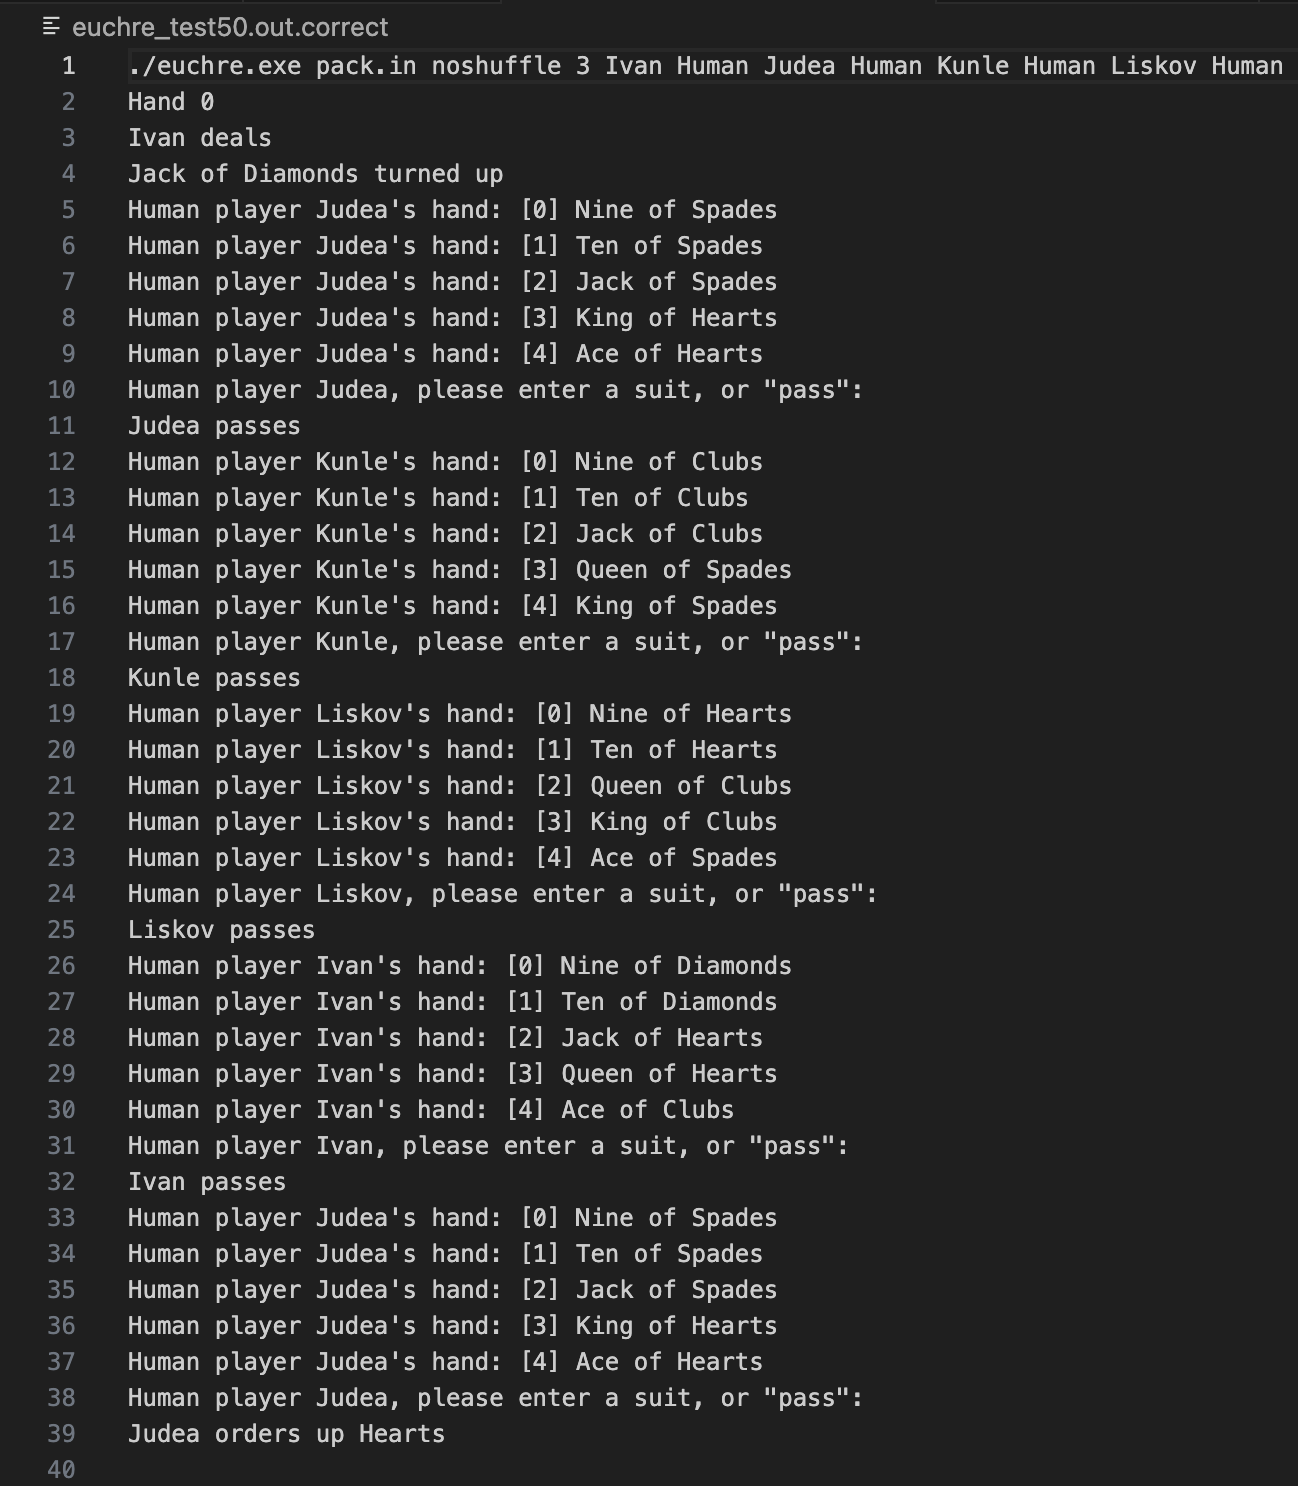 euchre_test50.out.correct
1 ./euchre.exe pack.in noshuffle 3 Ivan Human Judea Human Kunle Human Liskov Human
2 Hand 0
3 Ivan deals
4 Jack of Diamonds turned up
5 Human player Judea's hand: [0] Nine of Spades
6 Human player Judea's hand: [1] Ten of Spades
7 Human player Judea's hand: [2] Jack of Spades
8 Human player Judea's hand: [3] King of Hearts
9 Human player Judea's hand: [4] Ace of Hearts
10 Human player Judea, please enter a suit, or "pass":
11 Judea passes
12 Human player Kunle's hand: [0] Nine of Clubs
13 Human player Kunle's hand: [1] Ten of Clubs
14 Human player Kunle's hand: [2] Jack of Clubs
15 Human player Kunle's hand: [3] Queen of Spades
16 Human player Kunle's hand: [4] King of Spades
17 Human player Kunle, please enter a suit, or "pass":
18 Kunle passes
19 Human player Liskov's hand: [0] Nine of Hearts
20 Human player Liskov's hand: [1] Ten of Hearts
21 Human player Liskov's hand: [2] Queen of Clubs
22 Human player Liskov's hand: [3] King of Clubs
23 Human player Liskov's hand: [4] Ace of Spades
24 Human player Liskov, please enter a suit, or "pass":
25 Liskov passes
26 Human player Ivan's hand: [0] Nine of Diamonds
27 Human player Ivan's hand: [1] Ten of Diamonds
28 Human player Ivan's hand: [2] Jack of Hearts
29 Human player Ivan's hand: [3] Queen of Hearts
30 Human player Ivan's hand: [4] Ace of Clubs
31 Human player Ivan, please enter a suit, or "pass":
32 Ivan passes
33 Human player Judea's hand: [0] Nine of Spades
34 Human player Judea's hand: [1] Ten of Spades
35 Human player Judea's hand: [2] Jack of Spades
36 Human player Judea's hand: [3] King of Hearts
37 Human player Judea's hand: [4] Ace of Hearts
38 Human player Judea, please enter a suit, or "pass":
39 Judea orders up Hearts
40